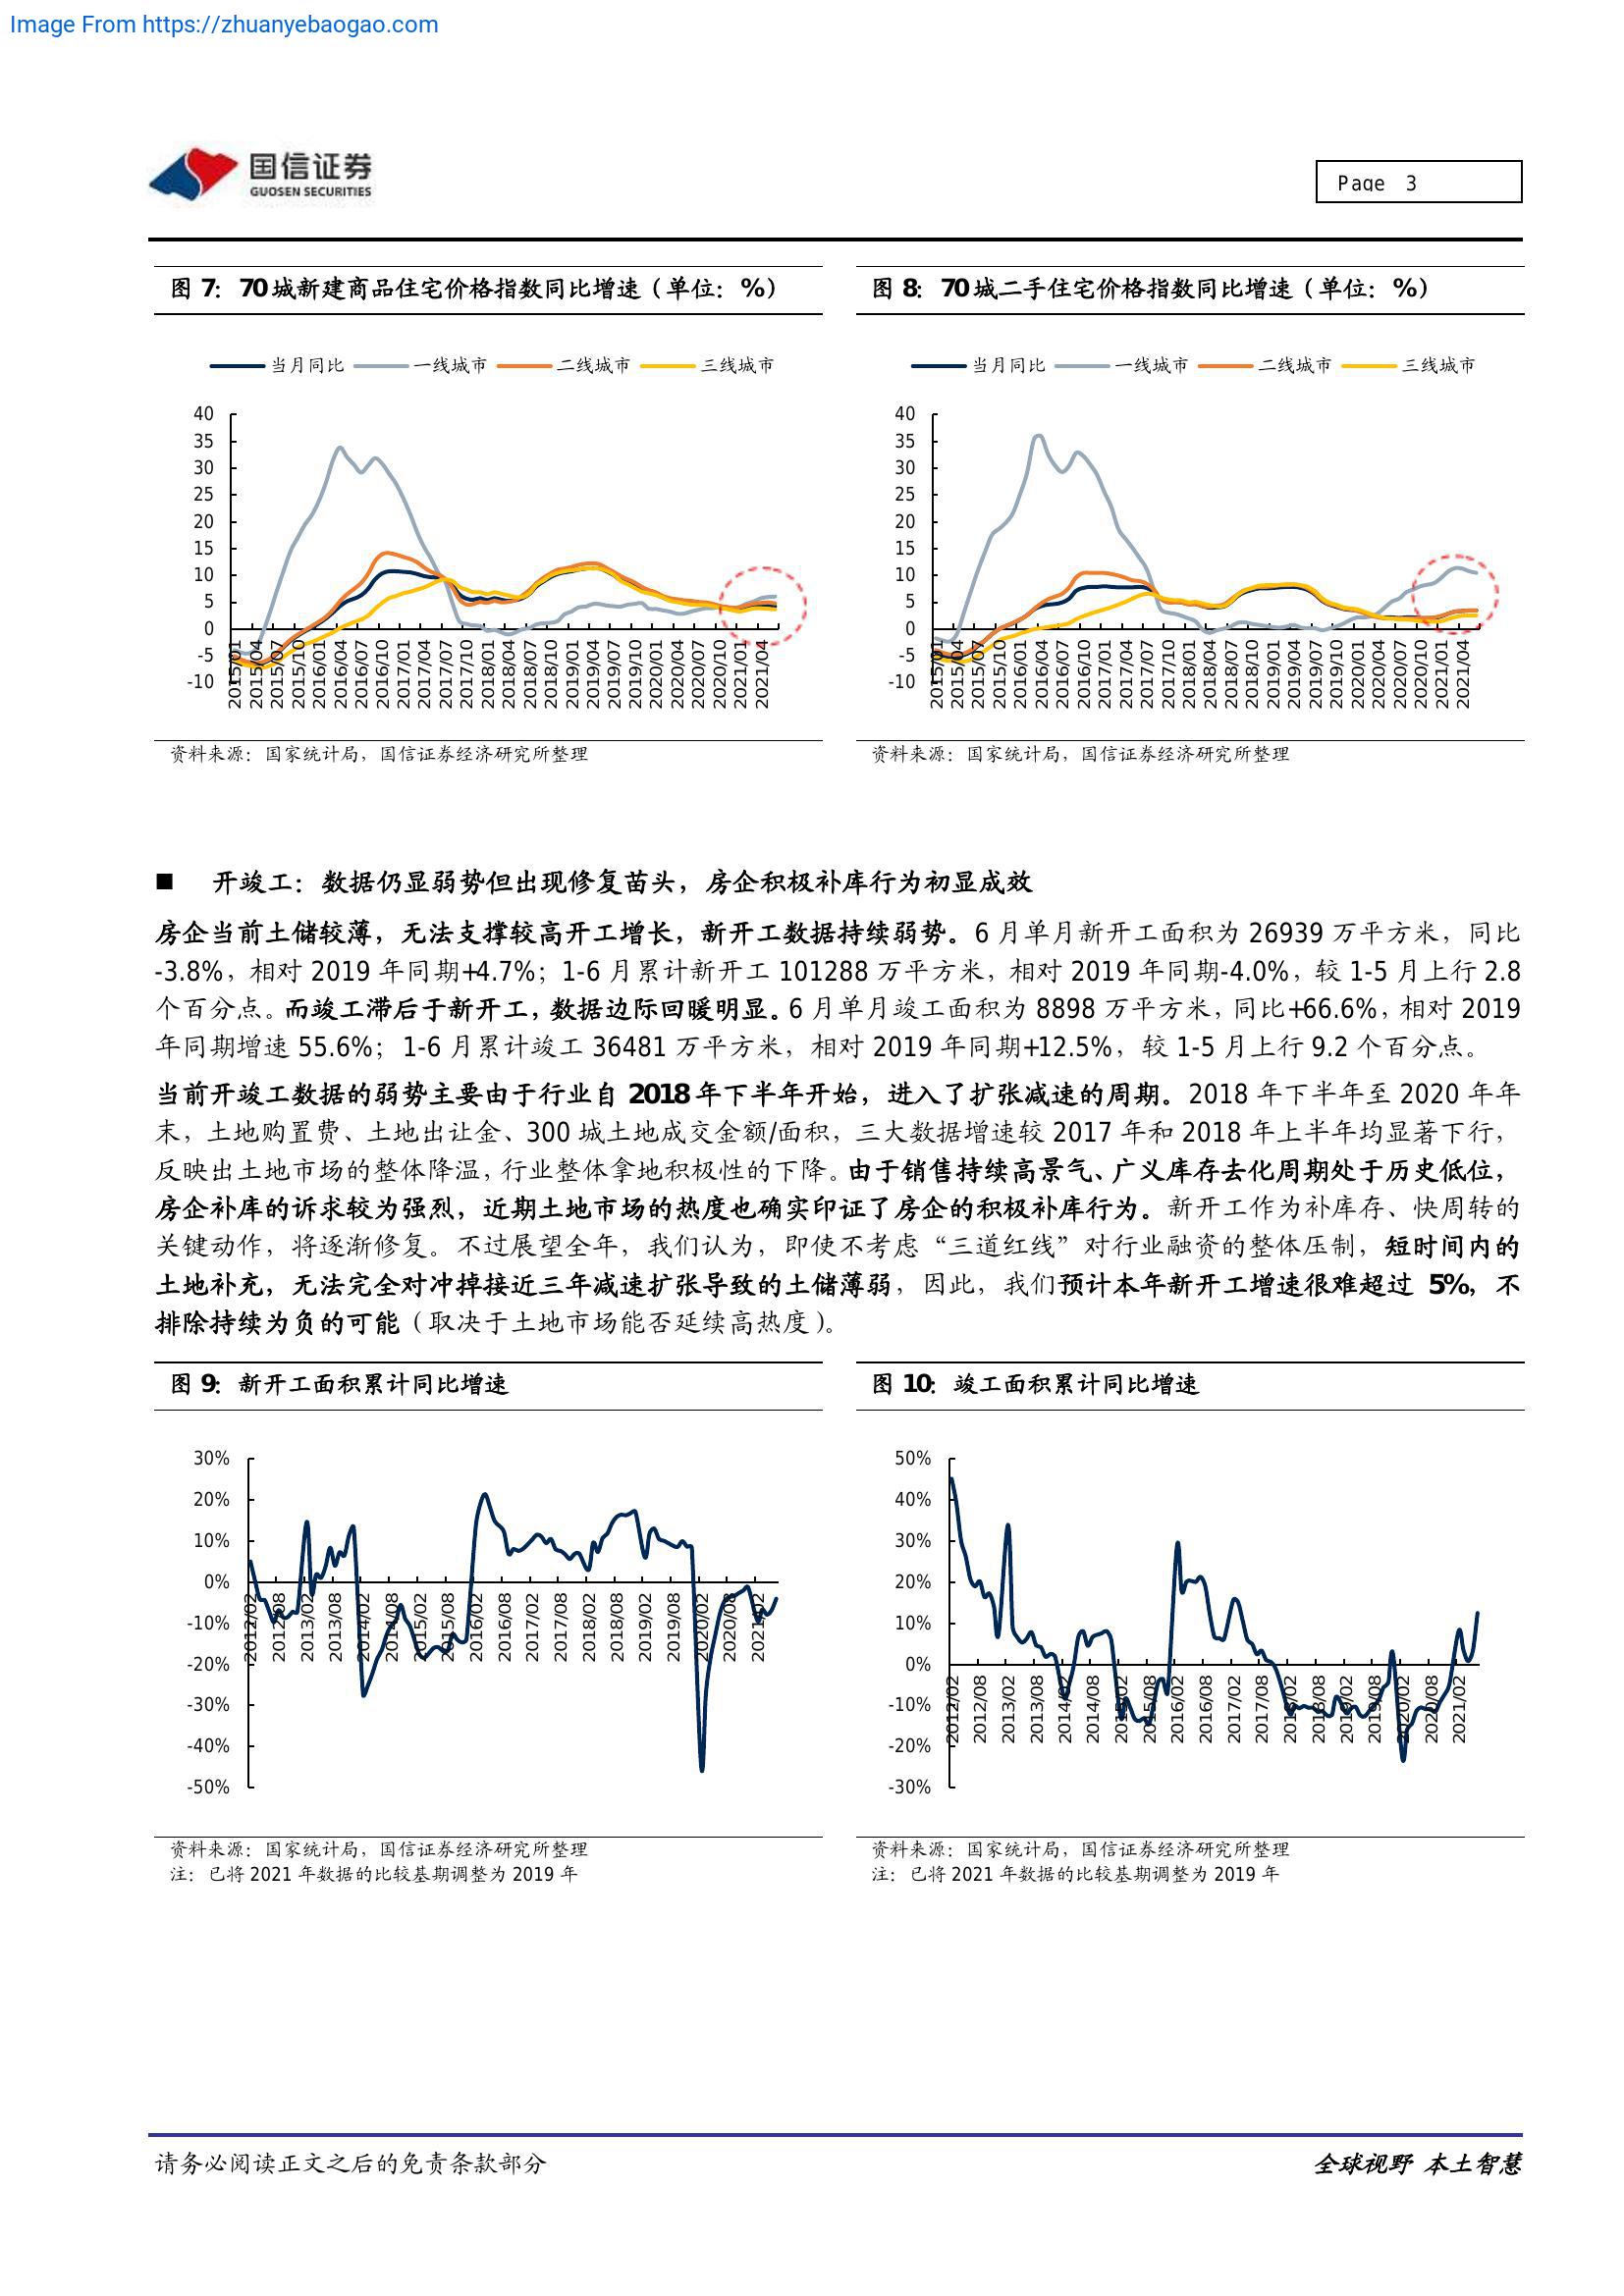 Image From https://zhuanyebaogao.com
国信证券
GUOSEN SECURITIES
Page 3
图 7：70 城新建商品住宅价格指数同比增速（单位：%）
当月同比 一线城市 二线城市 三线城市
40
35
30
25
20
15
10
5
0
-5
-10
2015/01 2015/04 2015/07 2015/10 2016/01 2016/04 2016/07 2016/10 2017/01 2017/04 2017/07 2017/10 2018/01 2018/04 2018/07 2018/10 2019/01 2019/04 2019/07 2019/10 2020/01 2020/04 2020/07 2020/10 2021/01 2021/04
资料来源：国家统计局，国信证券经济研究所整理
图 8：70 城二手住宅价格指数同比增速（单位：%）
当月同比 一线城市 二线城市 三线城市
40
35
30
25
20
15
10
5
0
-5
-10
2015/01 2015/04 2015/07 2015/10 2016/01 2016/04 2016/07 2016/10 2017/01 2017/04 2017/07 2017/10 2018/01 2018/04 2018/07 2018/10 2019/01 2019/04 2019/07 2019/10 2020/01 2020/04 2020/07 2020/10 2021/01 2021/04
资料来源：国家统计局，国信证券经济研究所整理
■ 开竣工：数据仍显弱势但出现修复苗头，房企积极补库行为初显成效
房企当前土储较薄，无法支撑较高开工增长，新开工数据持续弱势。6 月单月新开工面积为 26939 万平方米，同比
-3.8%，相对 2019 年同期+4.7%；1-6 月累计新开工 101288 万平方米，相对 2019 年同期-4.0%，较 1-5 月上行 2.8
个百分点。而竣工滞后于新开工，数据边际回暖明显。6 月单月竣工面积为 8898 万平方米，同比+66.6%，相对 2019
年同期增速 55.6%；1-6 月累计竣工 36481 万平方米，相对 2019 年同期+12.5%，较 1-5 月上行 9.2 个百分点。
当前开竣工数据的弱势主要由于行业自 2018 年下半年开始，进入了扩张减速的周期。2018 年下半年至 2020 年年
末，土地购置费、土地出让金、300 城土地成交金额/面积，三大数据增速较 2017 年和 2018 年上半年均显著下行，
反映出土地市场的整体降温，行业整体拿地积极性的下降。由于销售持续高景气、广义库存去化周期处于历史低位，
房企补库的诉求较为强烈，近期土地市场的热度也确实印证了房企的积极补库行为。新开工作为补库存、快周转的
关键动作，将逐渐修复。不过展望全年，我们认为，即使不考虑“三道红线”对行业融资的整体压制，短时间内的
土地补充，无法完全对冲掉接近三年减速扩张导致的土储薄弱，因此，我们预计本年新开工增速很难超过 5%，不
排除持续为负的可能（取决于土地市场能否延续高热度）。
图 9：新开工面积累计同比增速
30%
20%
10%
0%
-10%
-20%
-30%
-40%
-50%
2012/02 2012/08 2013/02 2013/08 2014/02 2014/08 2015/02 2015/08 2016/02 2016/08 2017/02 2017/08 2018/02 2018/08 2019/02 2019/08 2020/02 2020/08 2021/02
资料来源：国家统计局，国信证券经济研究所整理
注：已将 2021 年数据的比较基期调整为 2019 年
图 10：竣工面积累计同比增速
50%
40%
30%
20%
10%
0%
-10%
-20%
-30%
2012/02 2012/08 2013/02 2013/08 2014/02 2014/08 2015/02 2015/08 2016/02 2016/08 2017/02 2017/08 2018/02 2018/08 2019/02 2019/08 2020/02 2020/08 2021/02
资料来源：国家统计局，国信证券经济研究所整理
注：已将 2021 年数据的比较基期调整为 2019 年
请务必阅读正文之后的免责条款部分
全球视野 本土智慧